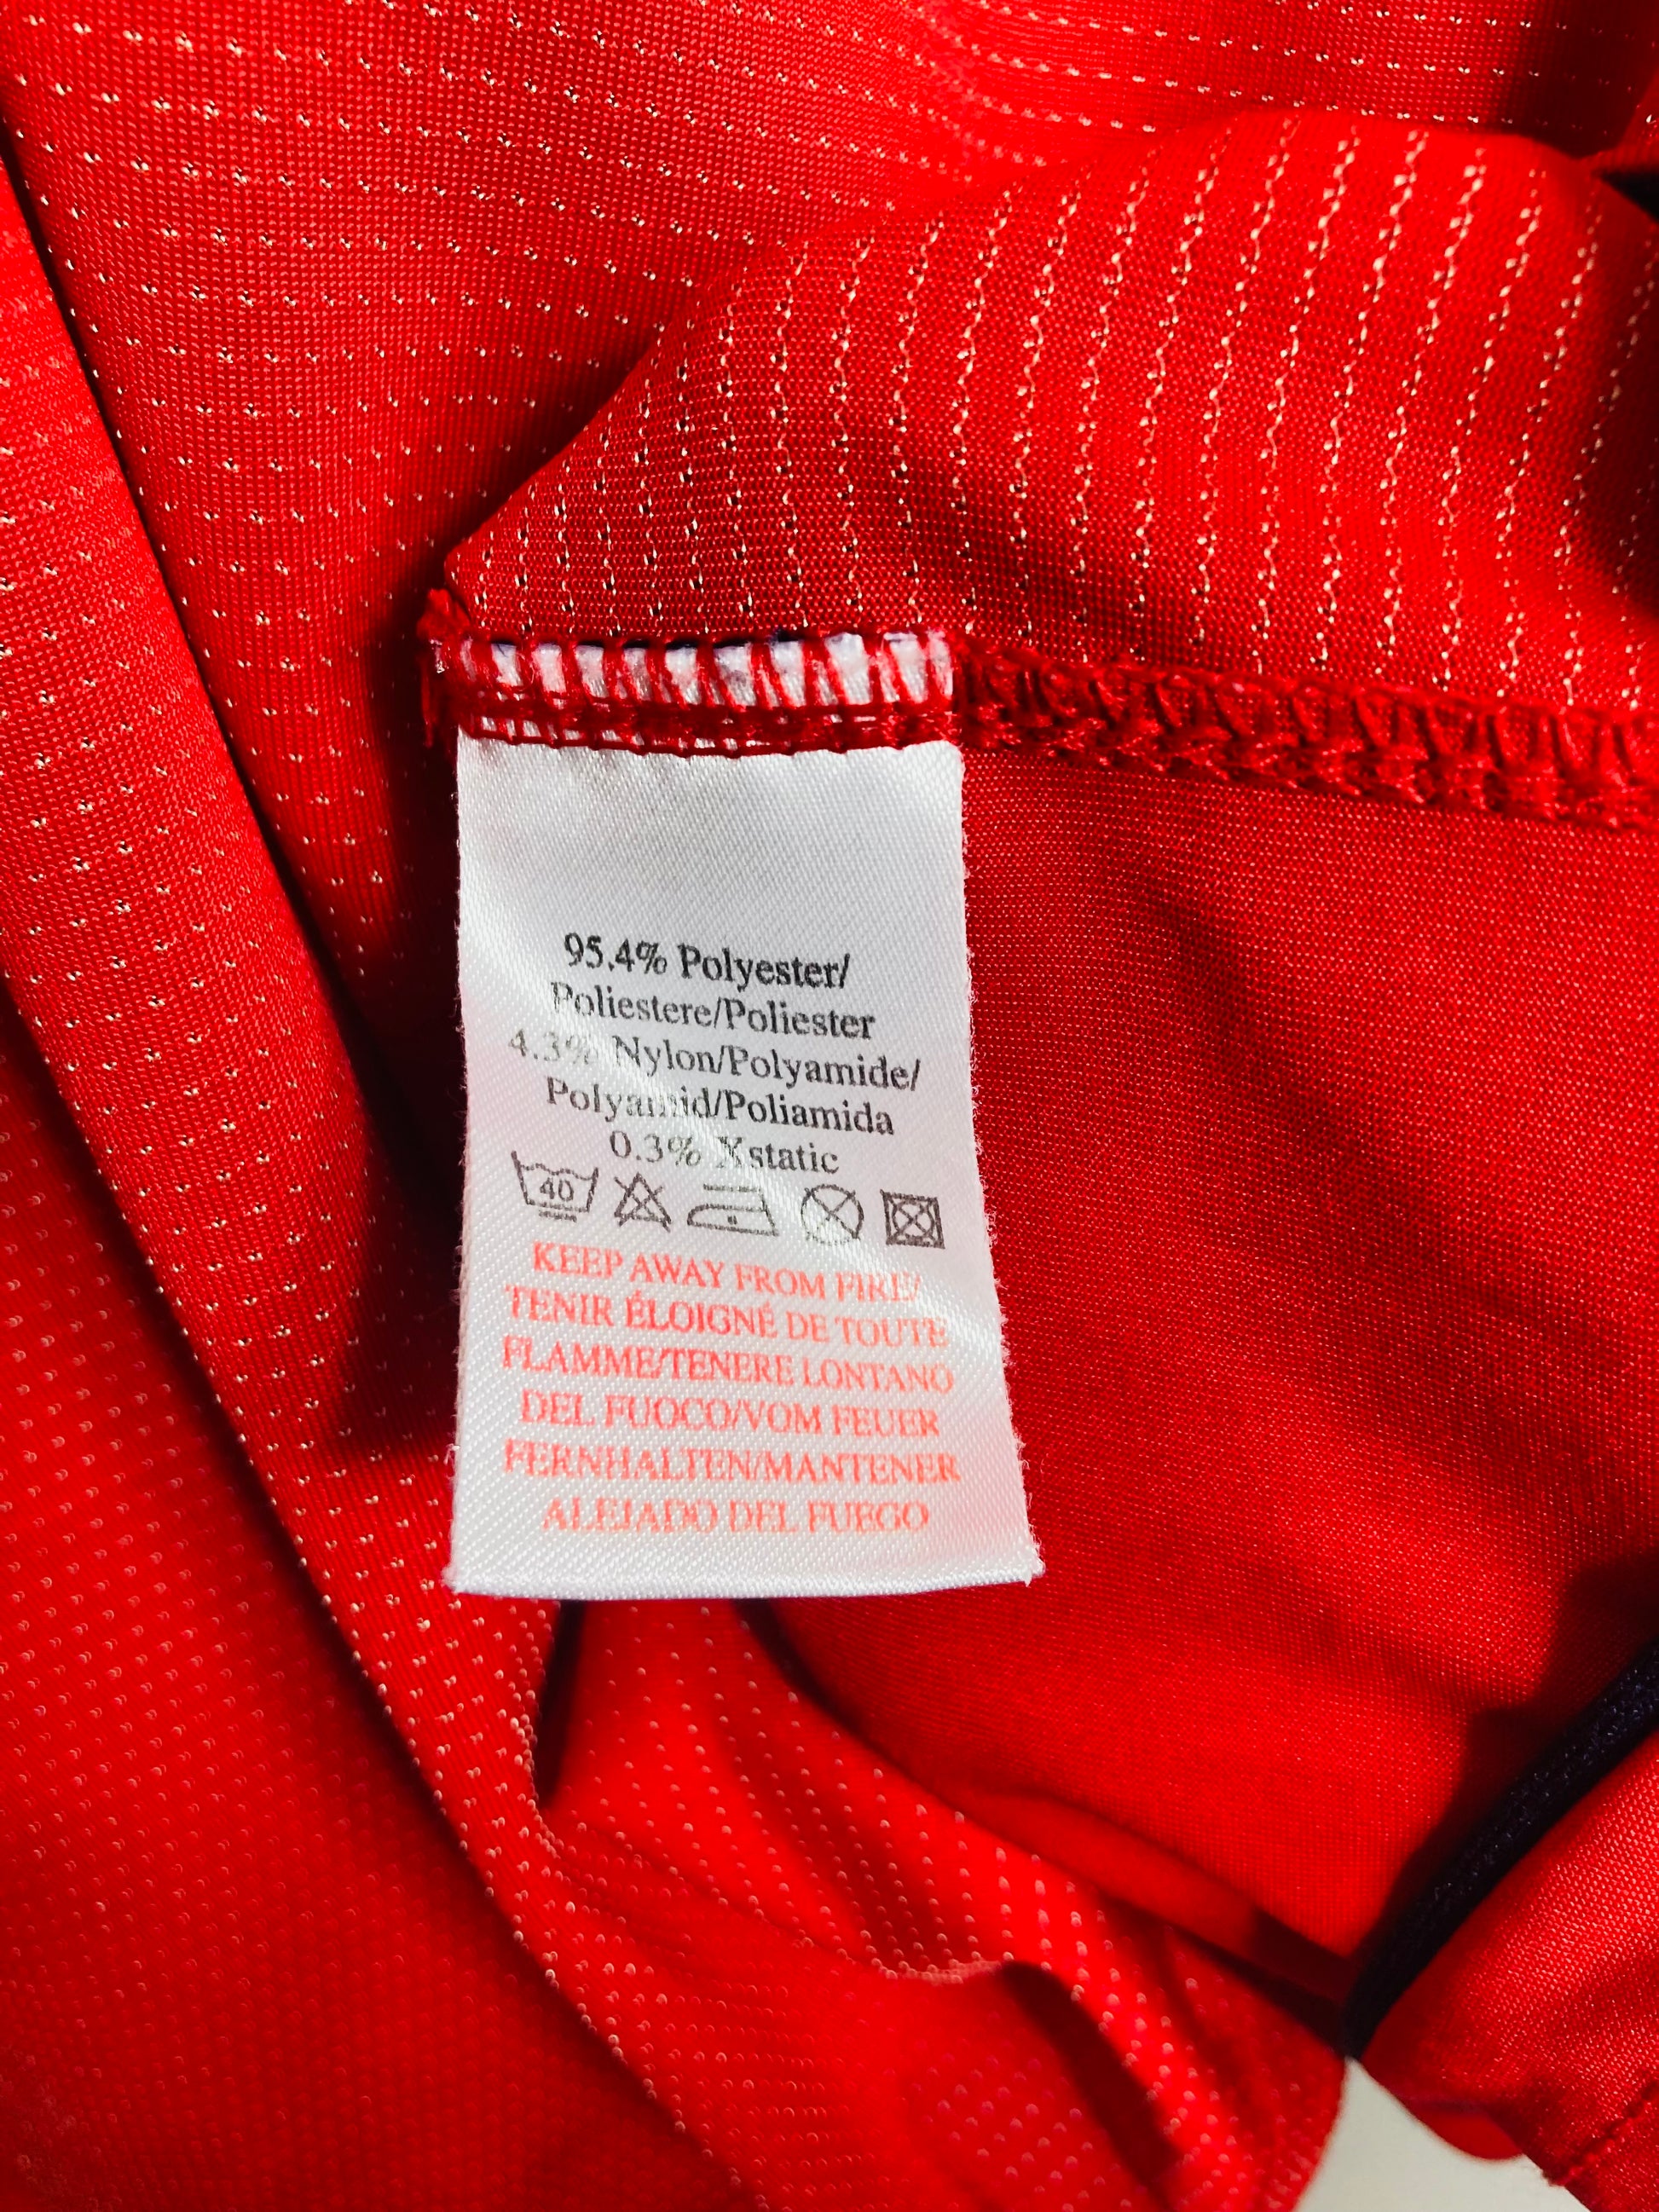 95.4% Polyester/
Poliestere/Poliester
4.3% Nylon/Polyamide/
Polyamid/Poliamida
0.3% Xstatic
40
KEEP AWAY FROM FIRE/
TENIR ÉLOIGNÉ DE TOUTE
FLAMME/TENERE LONTANO
DEL FUOCO/VOM FEUER
FERNHALTEN/MANTENER
ALEJADO DEL FUEGO